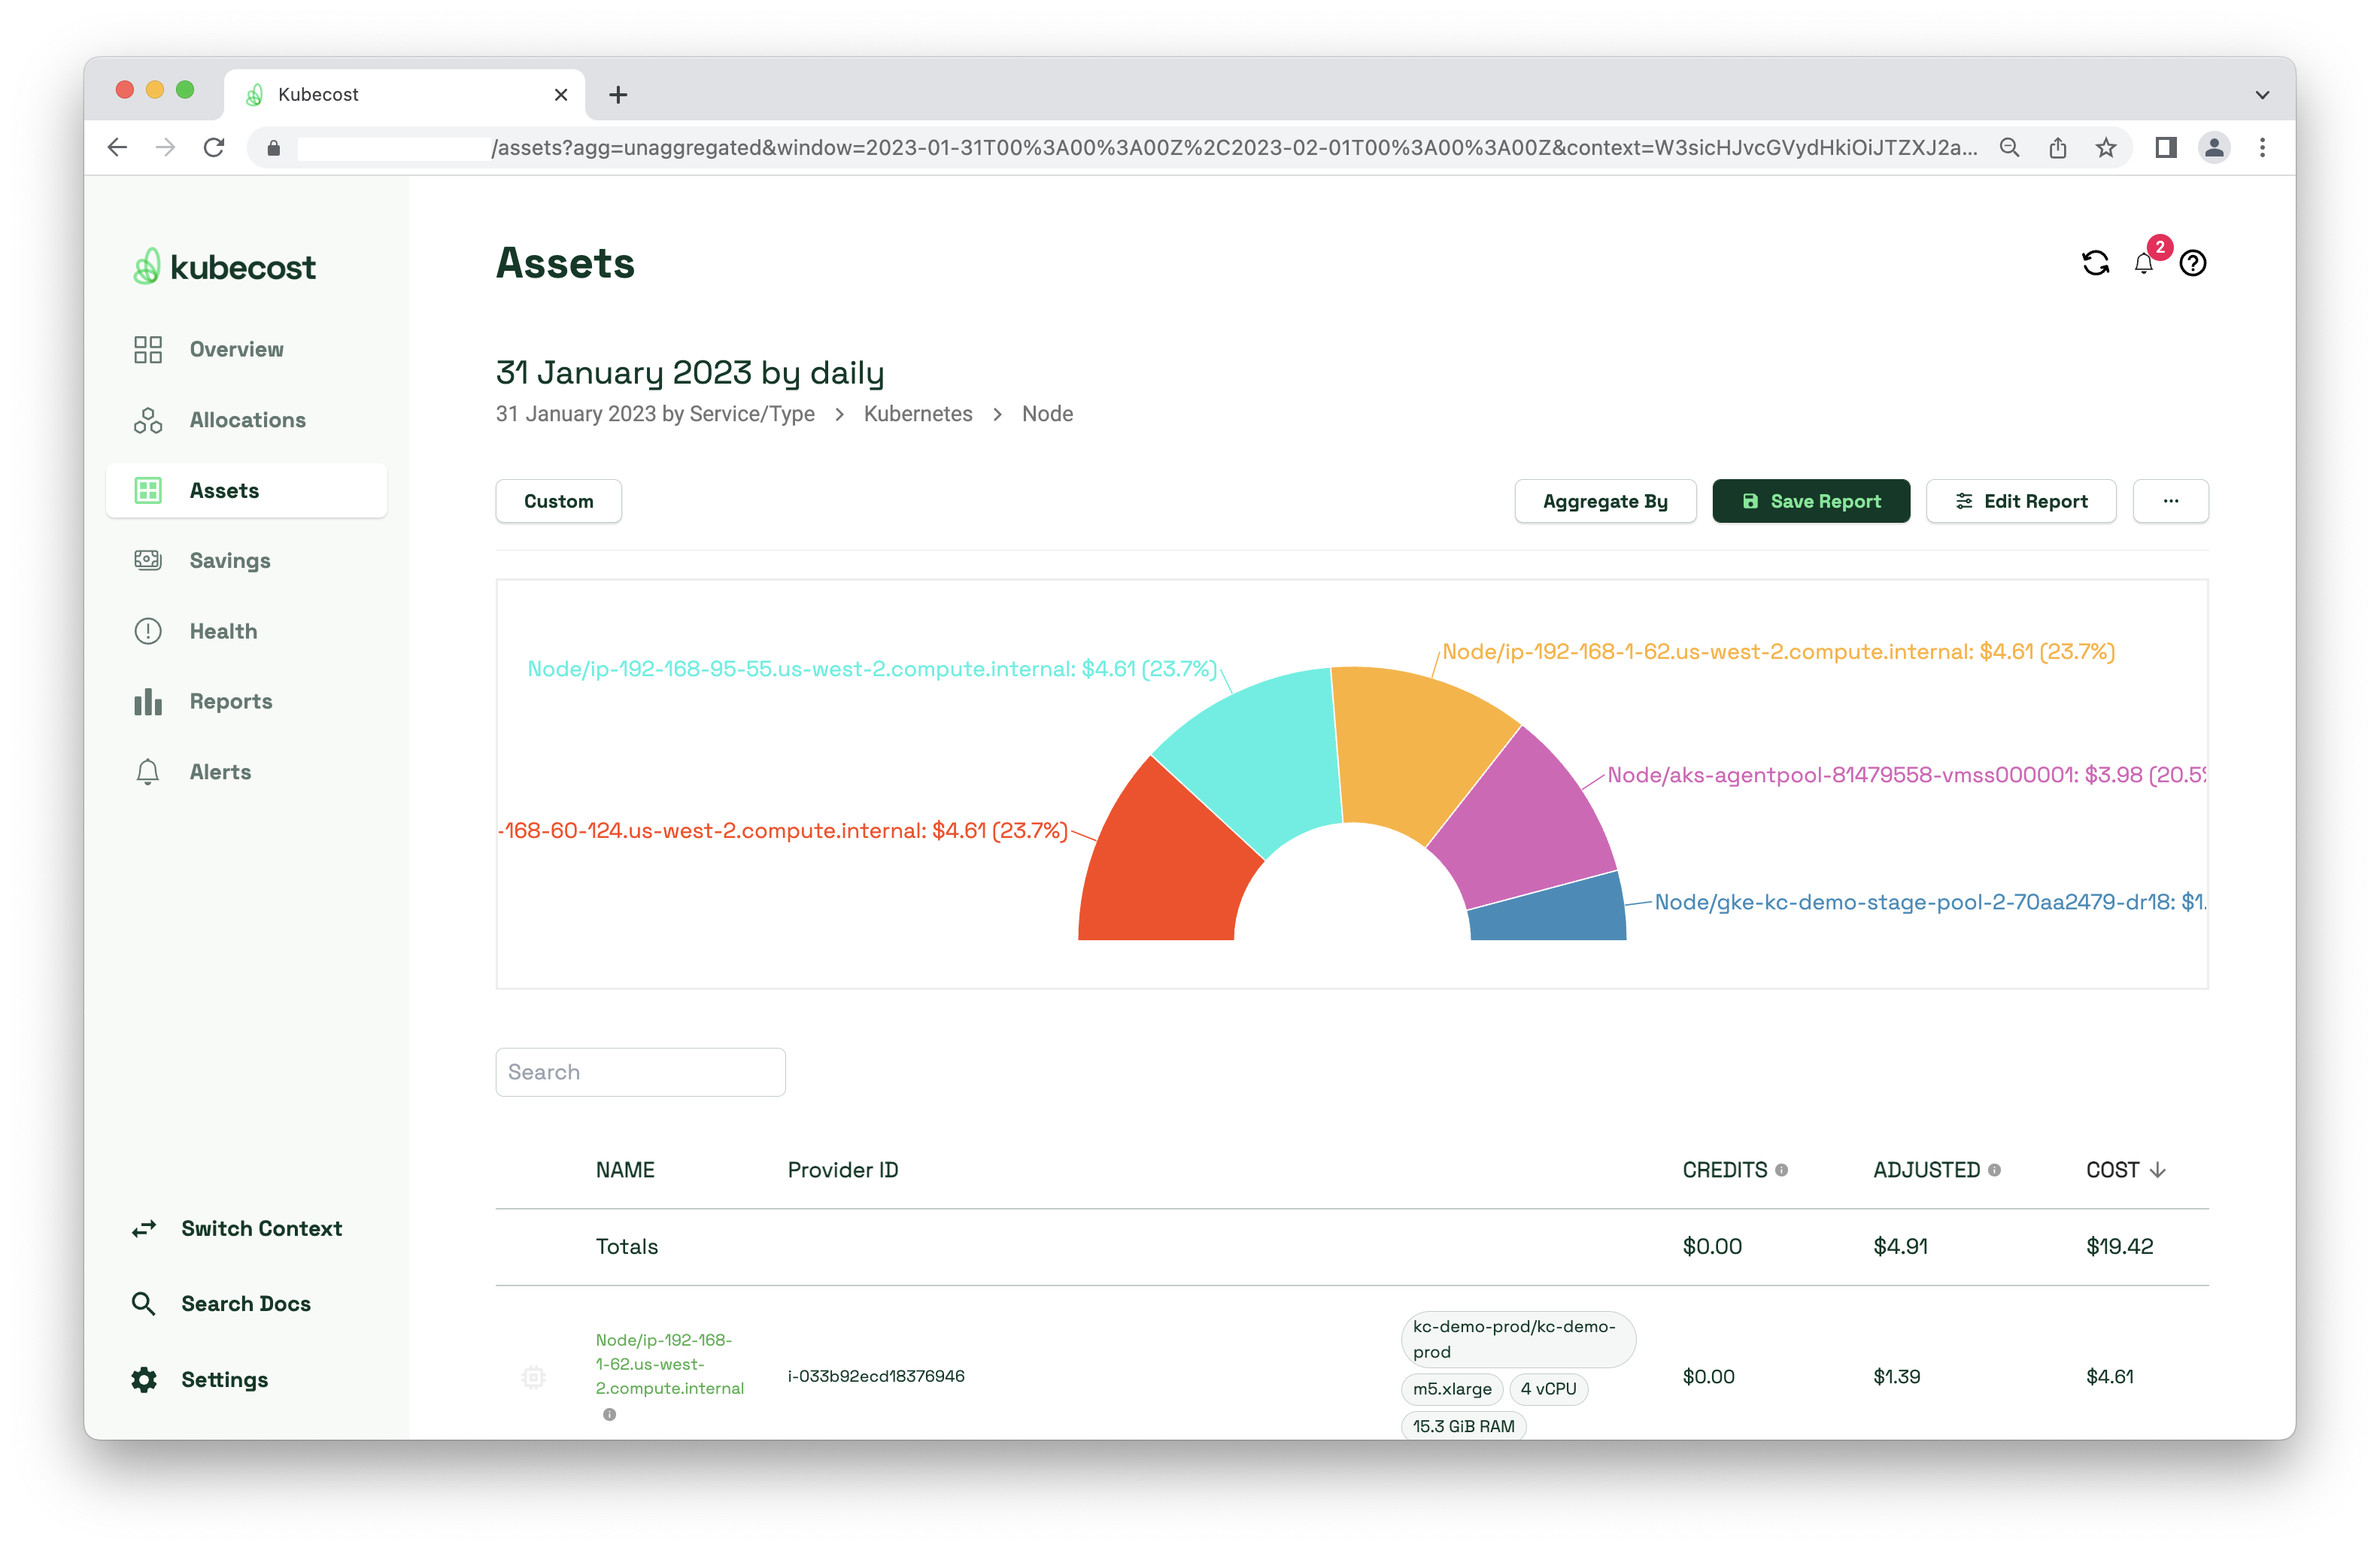 Kubecost
/assets?agg=unaggregated&window=2023-01-31T00%3A00%3A00Z%2C2023-02-01T00%3A00%3A00Z&context=W3sicHJvcGVydHkiOiJTZXJ2a...
kubecost
Overview
Allocations
Assets
Savings
Health
Reports
Alerts
Switch Context
Search Docs
Settings
Assets
2
31 January 2023 by daily
31 January 2023 by Service/Type > Kubernetes > Node
Custom
Aggregate By
Save Report
Edit Report
...
Node/ip-192-168-95-55.us-west-2.compute.internal: $4.61 (23.7%)
Node/ip-192-168-1-62.us-west-2.compute.internal: $4.61 (23.7%)
Node/aks-agentpool-81479558-vmss000001: $3.98 (20.5%
-168-60-124.us-west-2.compute.internal: $4.61 (23.7%)
Node/gke-kc-demo-stage-pool-2-70aa2479-dr18: $1.
Search
NAME Provider ID CREDITS ADJUSTED COST
Totals $0.00 $4.91 $19.42
Node/ip-192-168-
1-62.us-west-
2.compute.internal
i-033b92ecd18376946
kc-demo-prod/kc-demo-
prod
m5.xlarge 4 vCPU
15.3 GiB RAM
$0.00 $1.39 $4.61